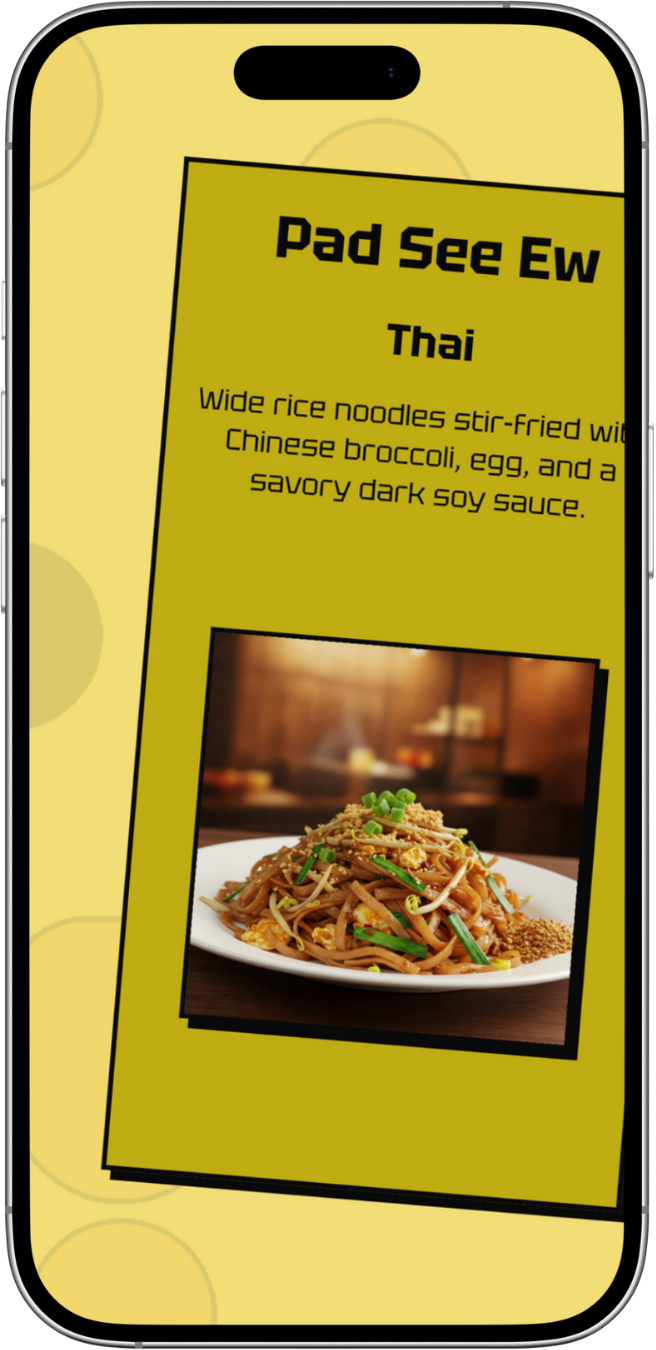 Pad See Ew
Thai
Wide rice noodles stir-fried wit
Chinese broccoli, egg, and a
savory dark soy sauce.